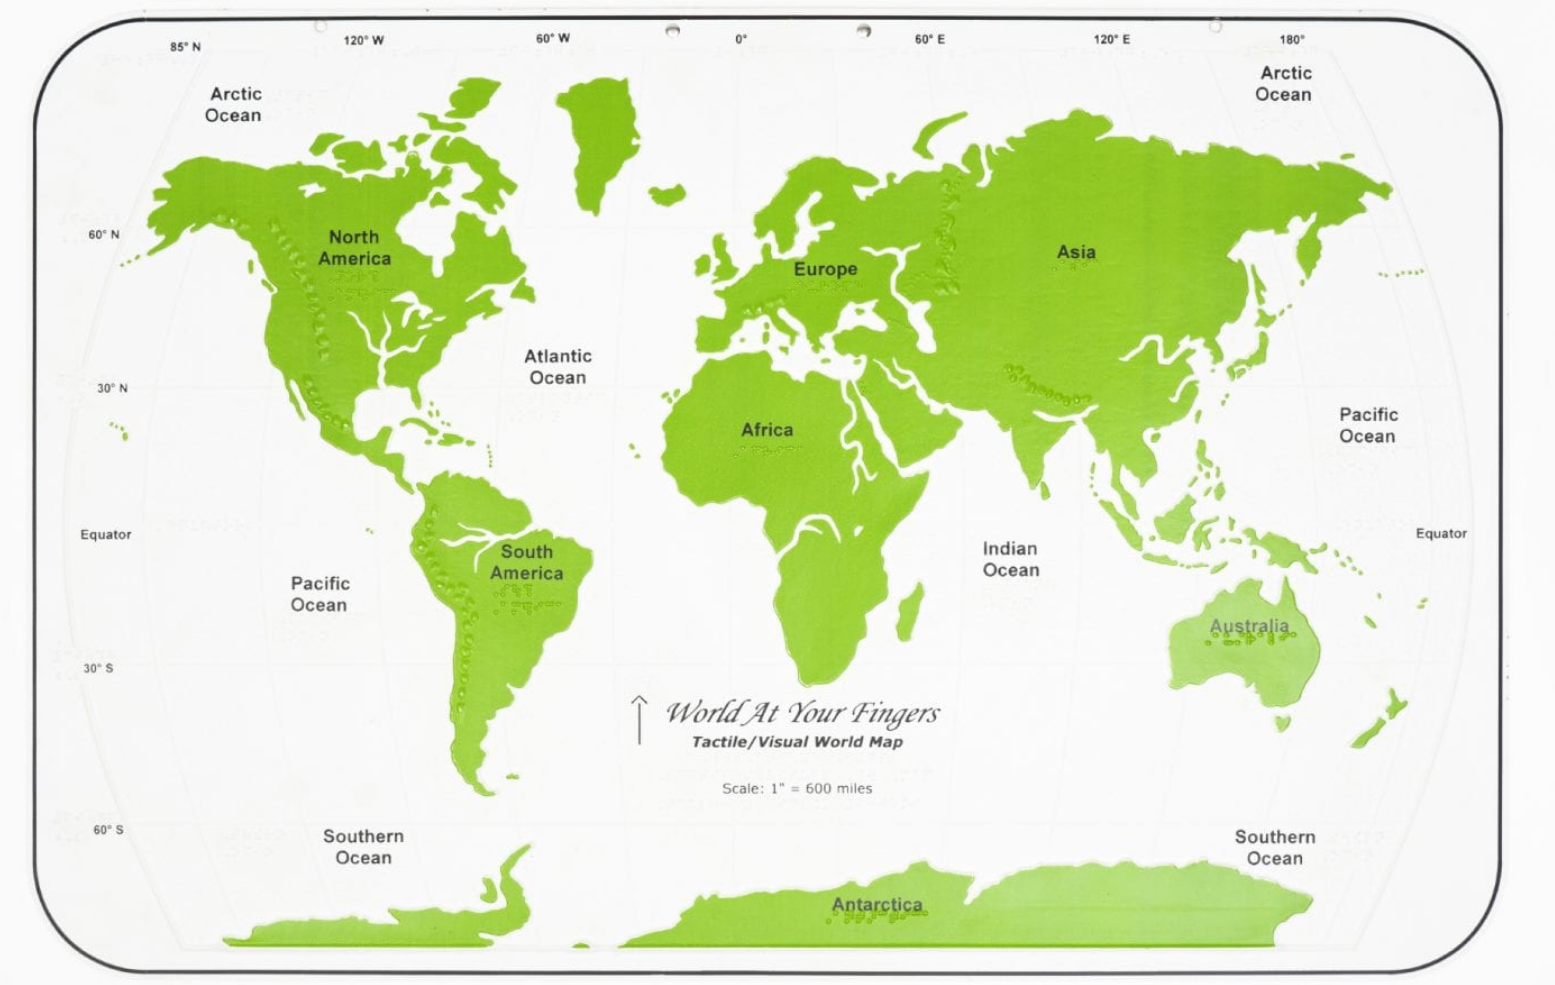 85° N
120° W
60° W
0°
60° E
120° E
180°
Arctic
Ocean
Arctic
Ocean
60° N
North
America
Europe
Asia
Atlantic
Ocean
30° N
Africa
Pacific
Ocean
Equator
Equator
South
America
Indian
Ocean
Pacific
Ocean
Australia
30° S
World At Your Fingers
Tactile/Visual World Map
Scale: 1" = 600 miles
60° S
Southern
Ocean
Southern
Ocean
Antarctica